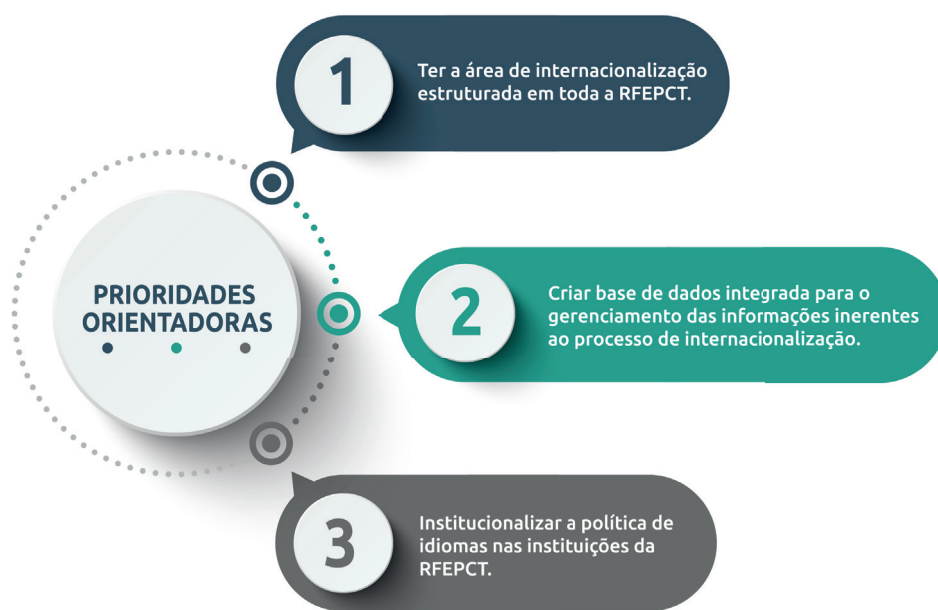 1
Ter a área de internacionalização
estruturada em toda a RFEPCT.
PRIORIDADES
ORIENTADORAS
2
Criar base de dados integrada para o
gerenciamento das informações inerentes
ao processo de internacionalização.
3
Institucionalizar a política de
idiomas nas instituições da
RFEPCT.